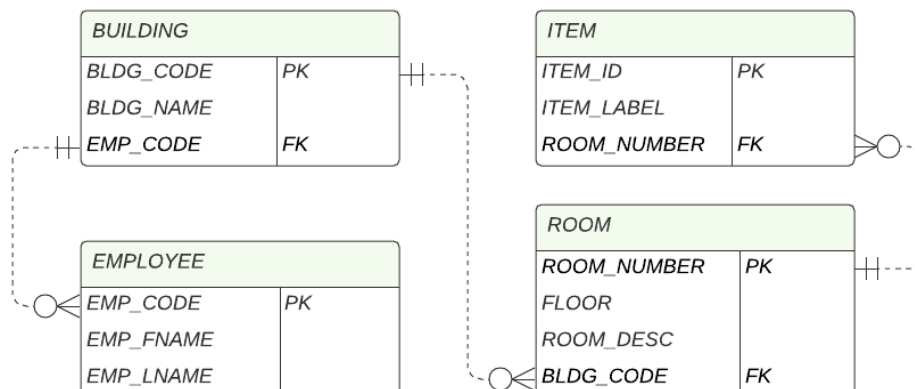 BUILDING
BLDG_CODE PK
BLDG_NAME
EMP_CODE FK
ITEM
ITEM_ID PK
ITEM_LABEL
ROOM_NUMBER FK
EMPLOYEE
EMP_CODE PK
EMP_FNAME
EMP_LNAME
ROOM
ROOM_NUMBER PK
FLOOR
ROOM_DESC
BLDG_CODE FK